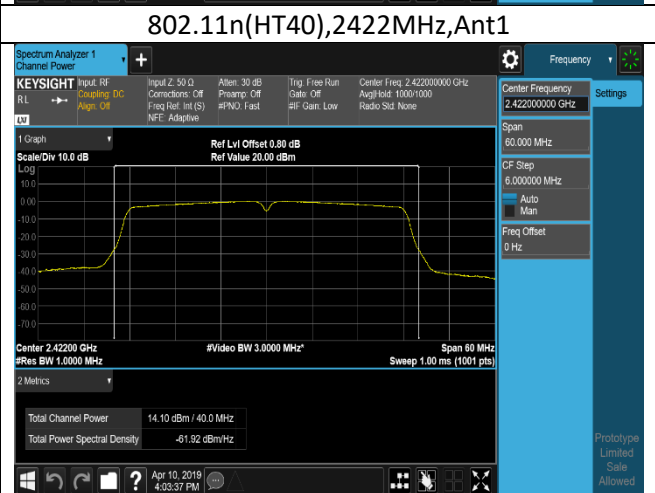 802.11n(HT40),2422MHz,Ant1
Spectrum Analyzer 1
Channel Power
Frequency
KEYSIGHT Input: RF
Coupling: DC
Align: Off
RL
Input Z: 50 Ω
Corrections: Off
Freq Ref: Int (S)
NFE: Adaptive
Atten: 30 dB
Preamp: Off
#PNO: Fast
Trig: Free Run
Gate: Off
#IF Gain: Low
Center Freq: 2.422000000 GHz
Avg|Hold: 1000/1000
Radio Std: None
Center Frequency
2.422000000 GHz
Settings
Span
60.000 MHz
CF Step
6.000000 MHz
Auto
Man
Freq Offset
0 Hz
1 Graph
Scale/Div 10.0 dB
Ref Lvl Offset 0.80 dB
Ref Value 20.00 dBm
Log
10.0
0.00
-10.0
-20.0
-30.0
-40.0
-50.0
-60.0
-70.0
Center 2.42200 GHz
#Res BW 1.0000 MHz
#Video BW 3.0000 MHz*
Span 60 MHz
Sweep 1.00 ms (1001 pts)
2 Metrics
Total Channel Power 14.10 dBm / 40.0 MHz
Total Power Spectral Density -61.92 dBm/Hz
Apr 10, 2019
4:03:37 PM
Prototype
Limited
Sale
Allowed